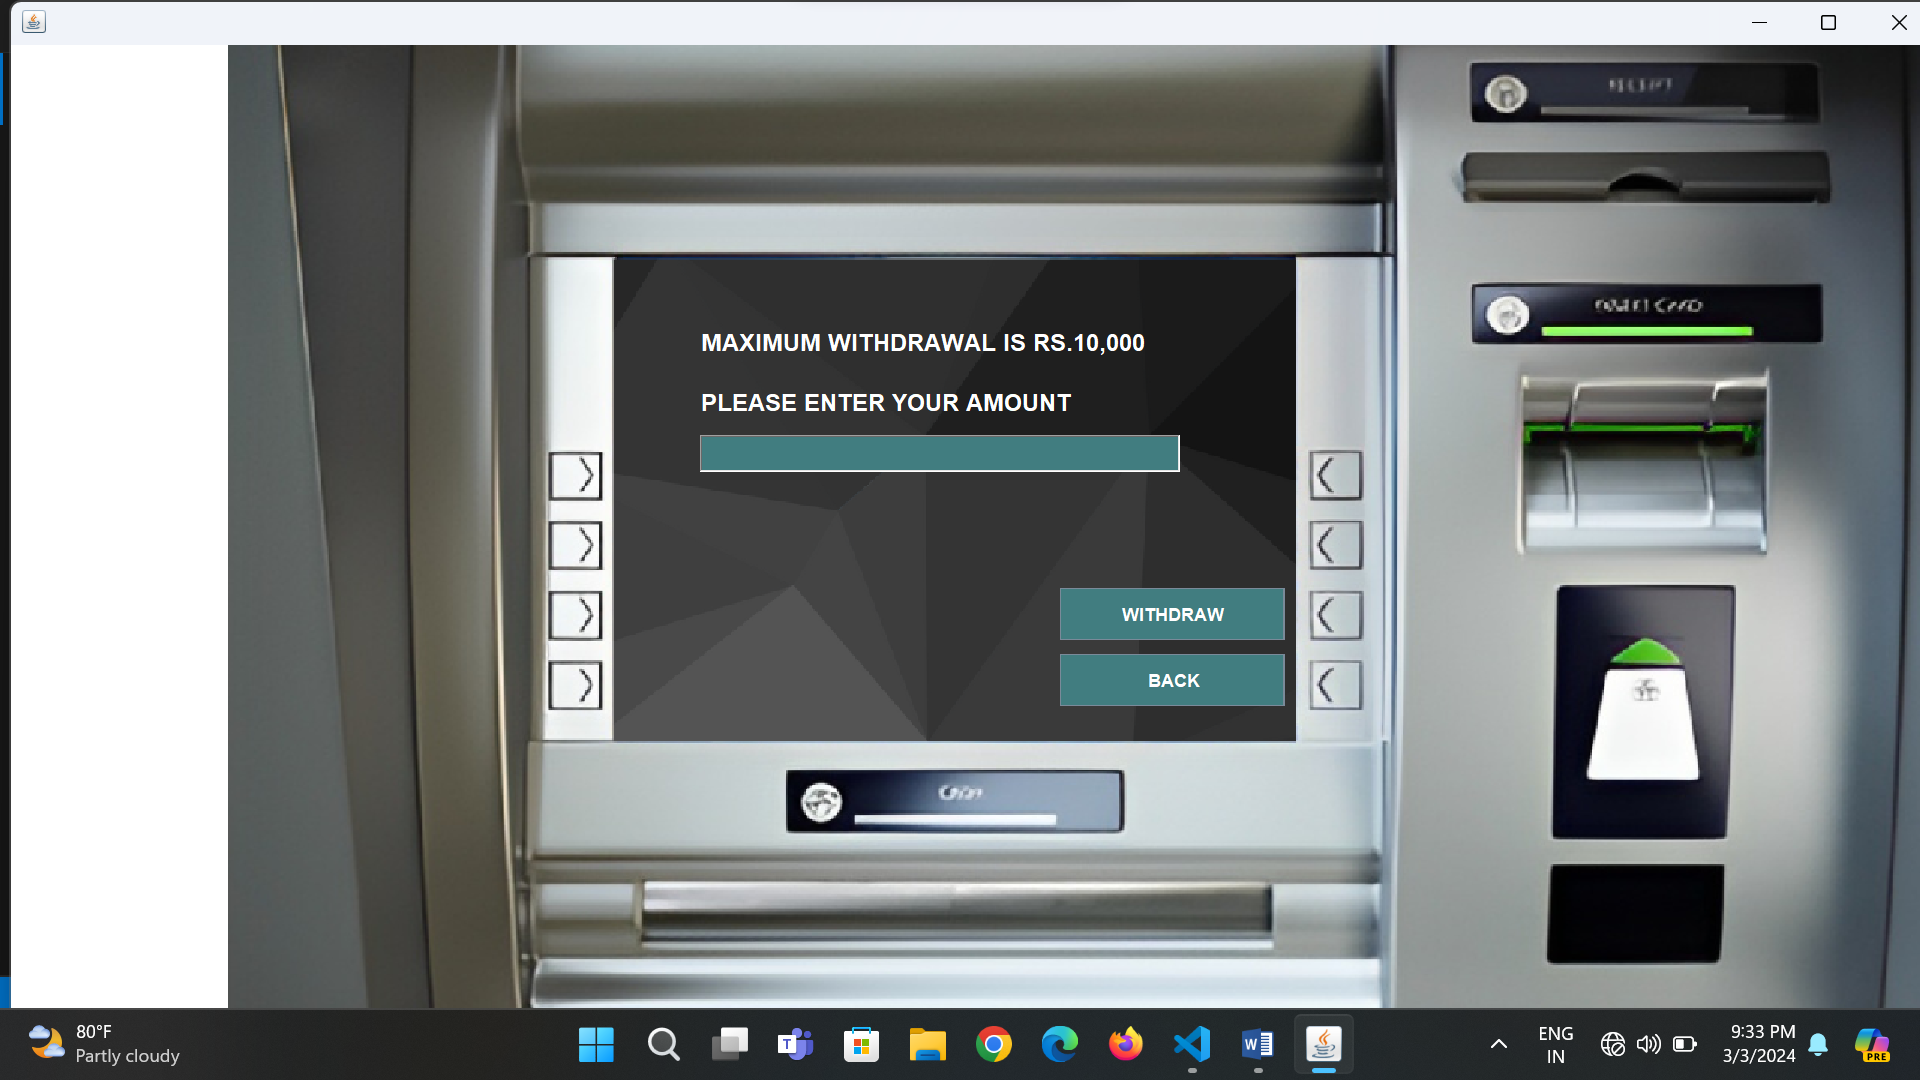 MAXIMUM WITHDRAWAL IS RS.10,000
PLEASE ENTER YOUR AMOUNT
WITHDRAW
BACK
80°F
Partly cloudy
ENG
IN
9:33 PM
3/3/2024
PRE